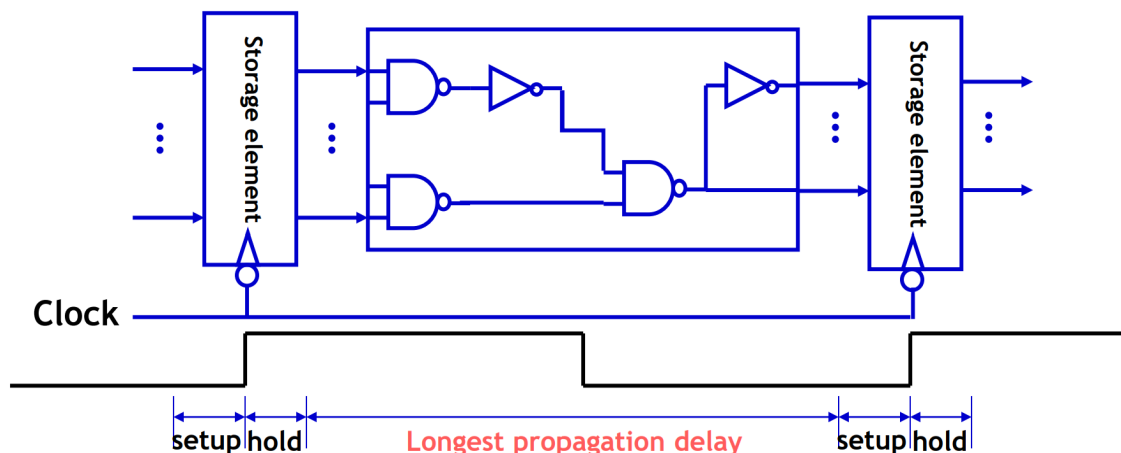 Storage element
Storage element
Clock
setup hold Longest propagation delay setup hold